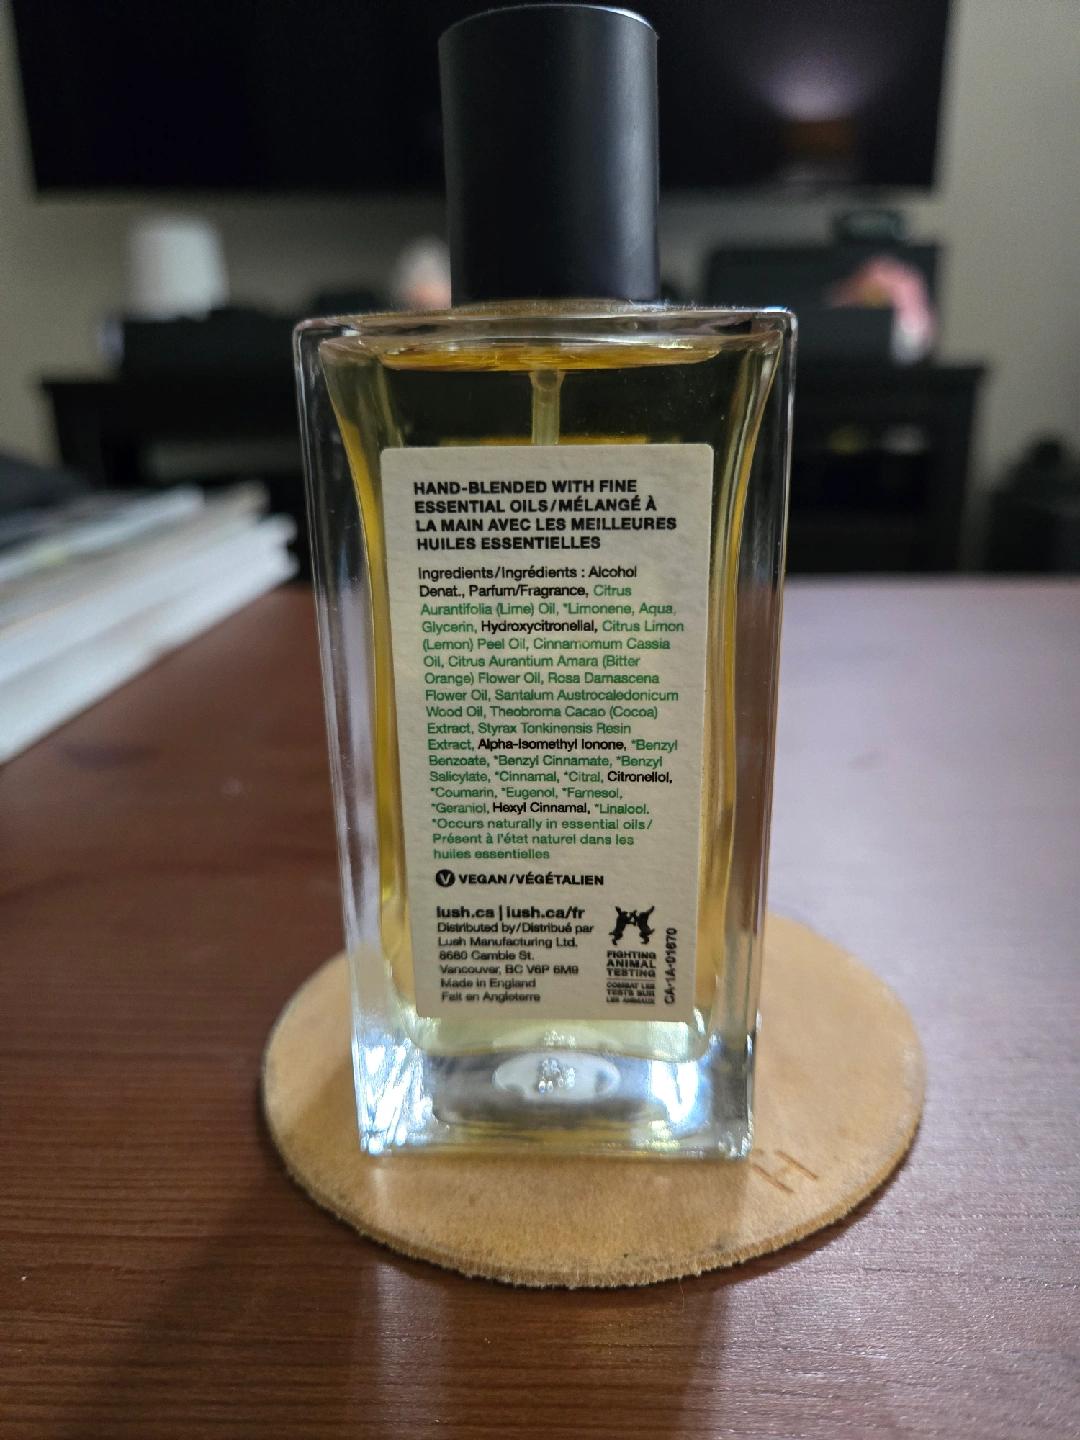 HAND-BLENDED WITH FINE
ESSENTIAL OILS/MÉLANGÉ À
LA MAIN AVEC LES MEILLEURES
HUILES ESSENTIELLES
Ingredients/Ingrédients : Alcohol
Denat., Parfum/Fragrance, Citrus
Aurantifolia (Lime) Oil, *Limonene, Aqua,
Glycerin, Hydroxycitronellal, Citrus Limon
(Lemon) Peel Oil, Cinnamomum Cassia
Oil, Citrus Aurantium Amara (Bitter
Orange) Flower Oil, Rosa Damascena
Flower Oil, Santalum Austrocaledonicum
Wood Oil, Theobroma Cacao (Cocoa)
Extract, Styrax Tonkinensis Resin
Extract, Alpha-Isomethyl Ionone, *Benzyl
Benzoate, *Benzyl Cinnamate, *Benzyl
Salicylate, *Cinnamal, *Citral, Citronellol,
*Coumarin, *Eugenol, *Farnesol,
*Geraniol, Hexyl Cinnamal, *Linalool.
*Occurs naturally in essential oils/
Présent à l'état naturel dans les
huiles essentielles
V VEGAN/VÉGÉTALIEN
lush.ca | lush.ca/fr
Distributed by/Distribué par
Lush Manufacturing Ltd.
8680 Cambie St.
Vancouver, BC V6P 6M9
Made in England
Fait en Angleterre
FIGHTING
ANIMAL
TESTING
COMBAT LES
TESTS SUR
LES ANIMAUX
CA-1A-01670
H